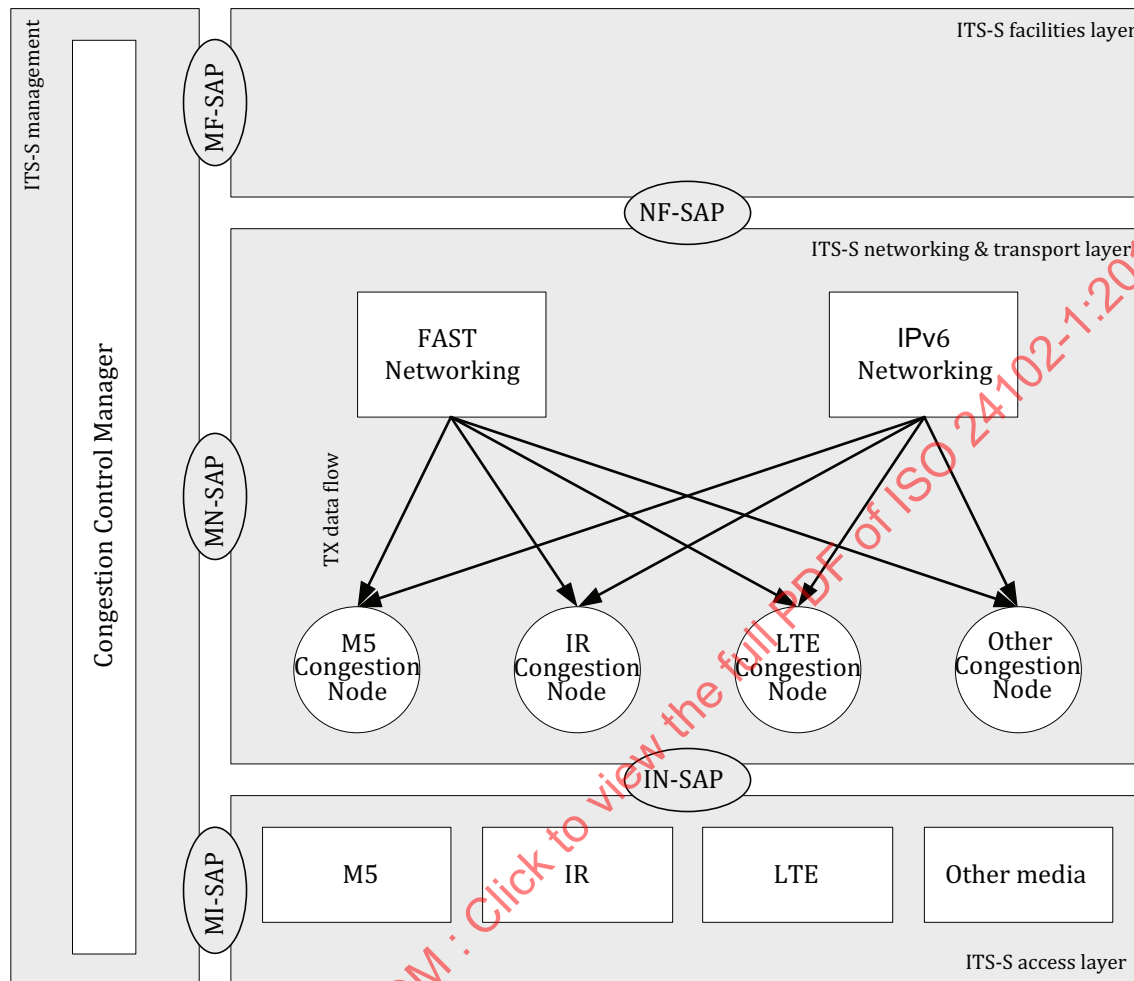 ITS-S management
Congestion Control Manager
MF-SAP
MN-SAP
MI-SAP
ITS-S facilities layer
NF-SAP
ITS-S networking & transport layer
FAST
Networking
IPv6
Networking
TX data flow
M5
Congestion
Node
IR
Congestion
Node
LTE
Congestion
Node
Other
Congestion
Node
IN-SAP
M5
IR
LTE
Other media
ITS-S access layer
: Click to view the full PDF of ISO 24102-1:20